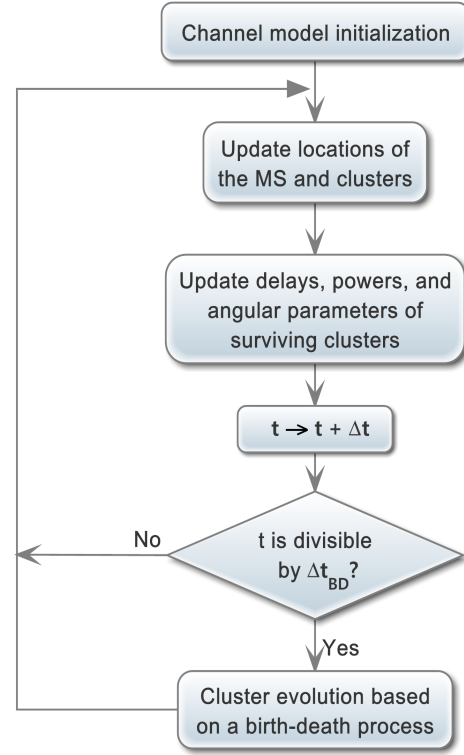 Channel model initialization
Update locations of
the MS and clusters
Update delays, powers, and
angular parameters of
surviving clusters
t → t + Δt
No
t is divisible
by Δt_BD?
Yes
Cluster evolution based
on a birth-death process